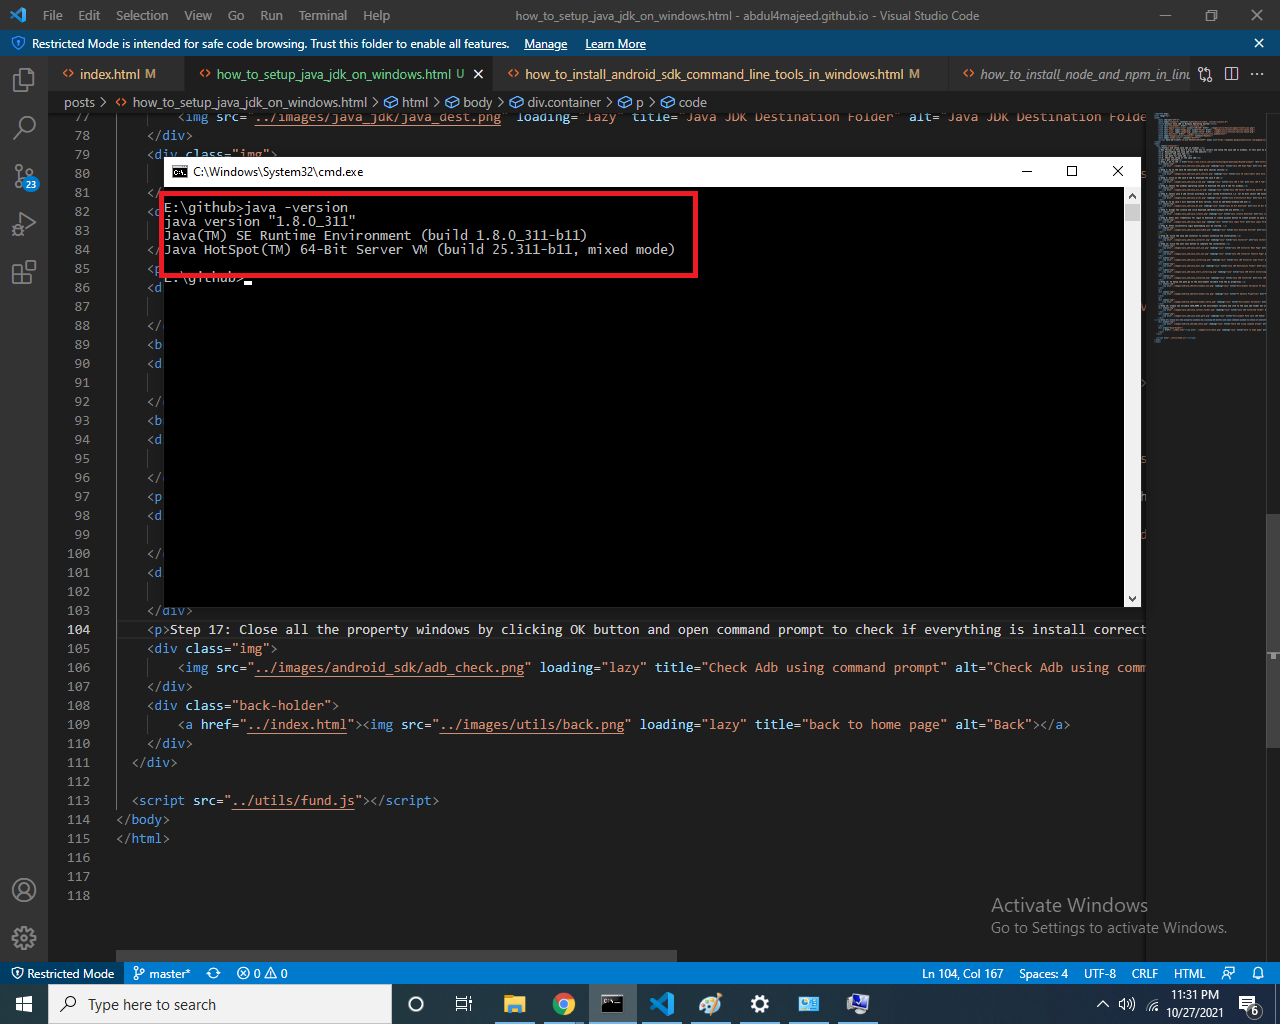 File Edit Selection View Go Run Terminal Help how_to_setup_java_jdk_on_windows.html - abdul4majeed.github.io - Visual Studio Code
Restricted Mode is intended for safe code browsing. Trust this folder to enable all features. Manage Learn More
index.html M how_to_setup_java_jdk_on_windows.html U how_to_install_android_sdk_command_line_tools_in_windows.html M how_to_install_node_and_npm_in_linu
posts > how_to_setup_java_jdk_on_windows.html > html > body > div.container > p > code
77 <img src="../images/java_jdk/java_dest.png" loading="lazy" title="Java JDK Destination Folder" alt="Java JDK Destination Folde
78 </div>
79 <div class="img">
80
81 </
82 <d
83
84 </
85 <p
86 <d
87
88 </
89 <b
90 <d
91 >
92 </
93 <b
94 <d
95 s
96 </
97 <p h
98 <d
99 d
100 </
101 <d
102
103 </div>
C:\Windows\System32\cmd.exe
E:\github>java -version
java version "1.8.0_311"
Java(TM) SE Runtime Environment (build 1.8.0_311-b11)
Java HotSpot(TM) 64-Bit Server VM (build 25.311-b11, mixed mode)
E:\github>
104 <p>Step 17: Close all the property windows by clicking OK button and open command prompt to check if everything is install correct
105 <div class="img">
106 <img src="../images/android_sdk/adb_check.png" loading="lazy" title="Check Adb using command prompt" alt="Check Adb using comm
107 </div>
108 <div class="back-holder">
109 <a href="../index.html"><img src="../images/utils/back.png" loading="lazy" title="back to home page" alt="Back"></a>
110 </div>
111 </div>
112
113 <script src="../utils/fund.js"></script>
114 </body>
115 </html>
116
117
118
23
Activate Windows
Go to Settings to activate Windows.
Restricted Mode master* 0 0 Ln 104, Col 167 Spaces: 4 UTF-8 CRLF HTML
Type here to search
11:31 PM
10/27/2021
6